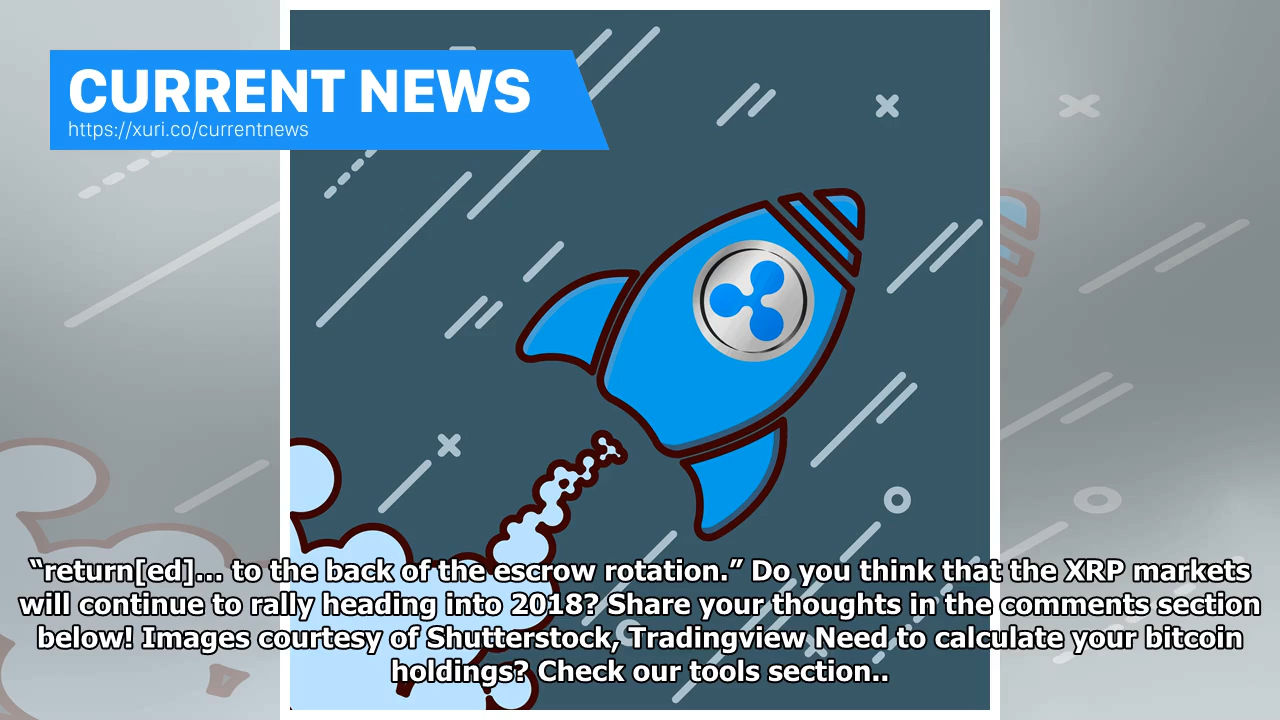 CURRENT NEWS
https://xuri.co/currentnews
“return[ed]... to the back of the escrow rotation.” Do you think that the XRP markets
will continue to rally heading into 2018? Share your thoughts in the comments section
below! Images courtesy of Shutterstock, Tradingview Need to calculate your bitcoin
holdings? Check our tools section..